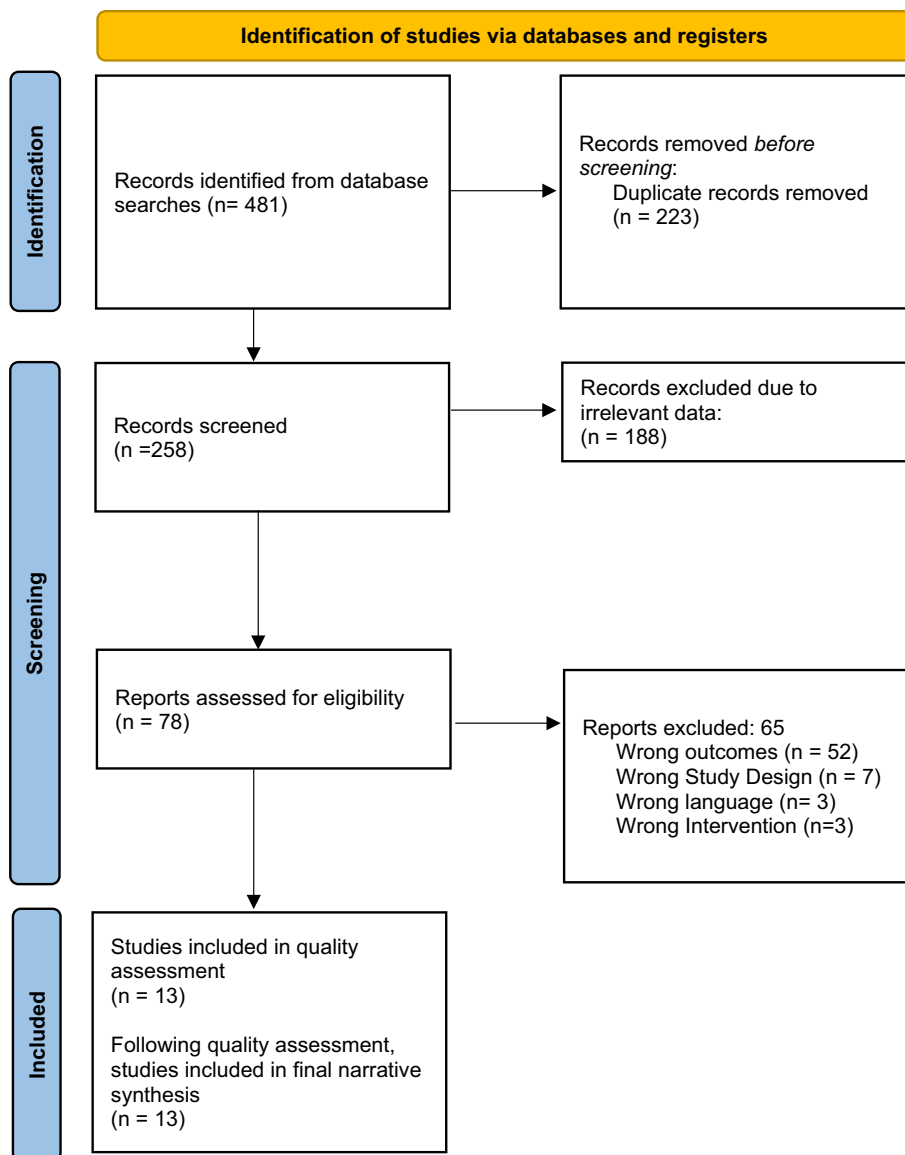 Identification of studies via databases and registers
Identification
Records identified from database
searches (n= 481)
Records removed before
screening:
Duplicate records removed
(n = 223)
Screening
Records screened
(n =258)
Records excluded due to
irrelevant data:
(n = 188)
Reports assessed for eligibility
(n = 78)
Reports excluded: 65
Wrong outcomes (n = 52)
Wrong Study Design (n = 7)
Wrong language (n= 3)
Wrong Intervention (n=3)
Included
Studies included in quality
assessment
(n = 13)
Following quality assessment,
studies included in final narrative
synthesis
(n = 13)